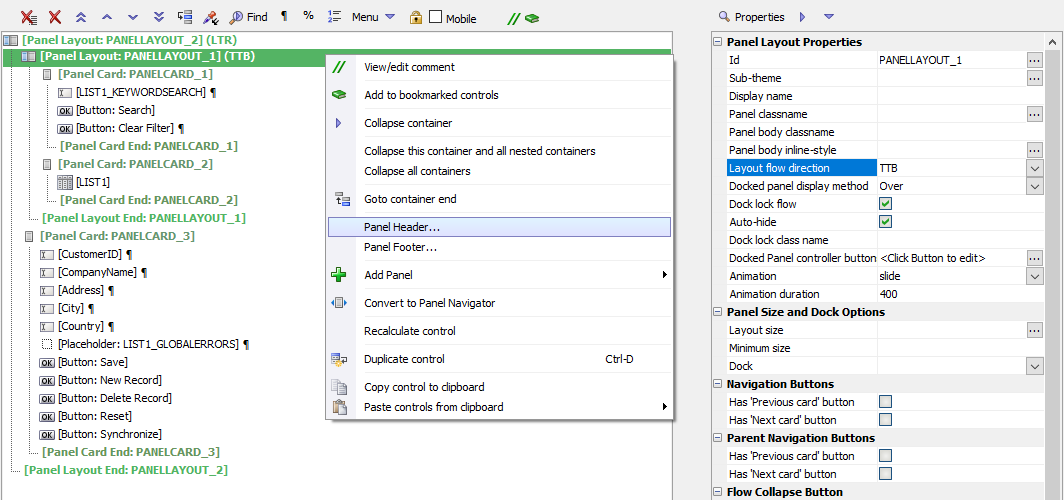 Find ¶ % Menu Mobile
[Panel Layout: PANELLAYOUT_2] (LTR)
[Panel Layout: PANELLAYOUT_1] (TTB)
[Panel Card: PANELCARD_1]
[LIST1_KEYWORDSEARCH] ¶
OK [Button: Search]
OK [Button: Clear Filter] ¶
[Panel Card End: PANELCARD_1]
[Panel Card: PANELCARD_2]
[LIST1]
[Panel Card End: PANELCARD_2]
[Panel Layout End: PANELLAYOUT_1]
[Panel Card: PANELCARD_3]
[CustomerID] ¶
[CompanyName] ¶
[Address] ¶
[City] ¶
[Country] ¶
[Placeholder: LIST1_GLOBALERRORS] ¶
OK [Button: Save]
OK [Button: New Record]
OK [Button: Delete Record]
OK [Button: Reset]
OK [Button: Synchronize]
[Panel Card End: PANELCARD_3]
[Panel Layout End: PANELLAYOUT_2]
View/edit comment
Add to bookmarked controls
Collapse container
Collapse this container and all nested containers
Collapse all containers
Goto container end
Panel Header...
Panel Footer...
Add Panel
Convert to Panel Navigator
Recalculate control
Duplicate control Ctrl-D
Copy control to clipboard
Paste controls from clipboard
Properties
Panel Layout Properties
Id PANELLAYOUT_1
Sub-theme
Display name
Panel classname
Panel body classname
Panel body inline-style
Layout flow direction TTB
Docked panel display method Over
Dock lock flow
Auto-hide
Dock lock class name
Docked Panel controller button <Click Button to edit>
Animation slide
Animation duration 400
Panel Size and Dock Options
Layout size
Minimum size
Dock
Navigation Buttons
Has 'Previous card' button
Has 'Next card' button
Parent Navigation Buttons
Has 'Previous card' button
Has 'Next card' button
Flow Collapse Button